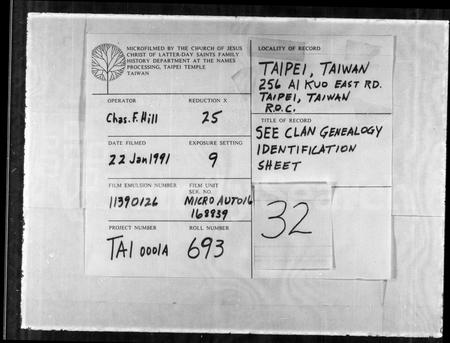 MICROFILMED BY THE CHURCH OF JESUS
CHRIST OF LATTER-DAY SAINTS FAMILY
HISTORY DEPARTMENT AT THE NAMES
PROCESSING, TAIPEI TEMPLE
TAIWAN
OPERATOR
REDUCTION X
Chas. F. Hill
25
DATE FILMED
EXPOSURE SETTING
22 Jan 1991
9
FILM EMULSION NUMBER
FILM UNIT
SER. NO.
11390126
MICRO AUTO16
168839
PROJECT NUMBER
ROLL NUMBER
TAI 0001A
693
LOCALITY OF RECORD
TAIPEI, TAIWAN
256 AI KUO EAST RD.
TAIPEI, TAIWAN
R.O.C.
TITLE OF RECORD
SEE CLAN GENEALOGY
IDENTIFICATION
SHEET
32